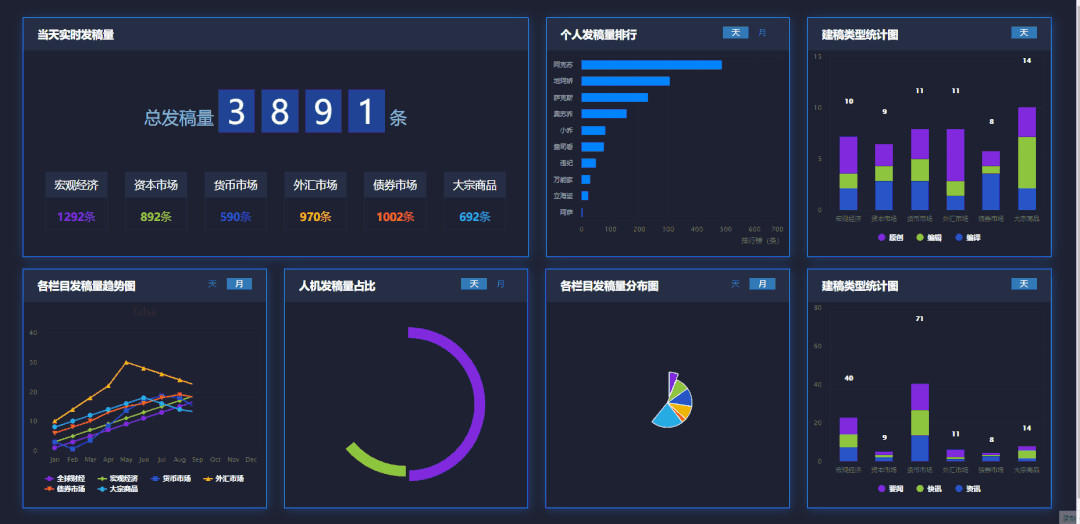 当天实时发稿量
总发稿量 3 8 9 1 条
宏观经济 资本市场 货币市场 外汇市场 债券市场 大宗商品
1292条 892条 590条 970条 1002条 692条
个人发稿量排行 天 月
阿克苏
地阿娇
萨克斯
奥苏养
小乔
皇司香
违纪
万能家
立海里
阿萨
0 100 200 300 400 500 600 700
排行榜（条）
建稿类型统计图 天
15
10
5
0
10 9 11 11 8 14
宏观经济 资本市场 货币市场 外汇市场 债券市场 大宗商品
原创 编辑 编译
各栏目发稿量趋势图 天 月
false
40
30
20
10
0
Jan Feb Mar Apr May Jun Jul Aug Sep Oct Nov Dec
全球财经 宏观经济 货币市场 外汇市场
债券市场 大宗商品
人机发稿量占比 天 月
各栏目发稿量分布图 天 月
建稿类型统计图 天
80
60
40
20
0
40 9 71 11 8 14
宏观经济 资本市场 货币市场 外汇市场 债券市场 大宗商品
要闻 快讯 资讯